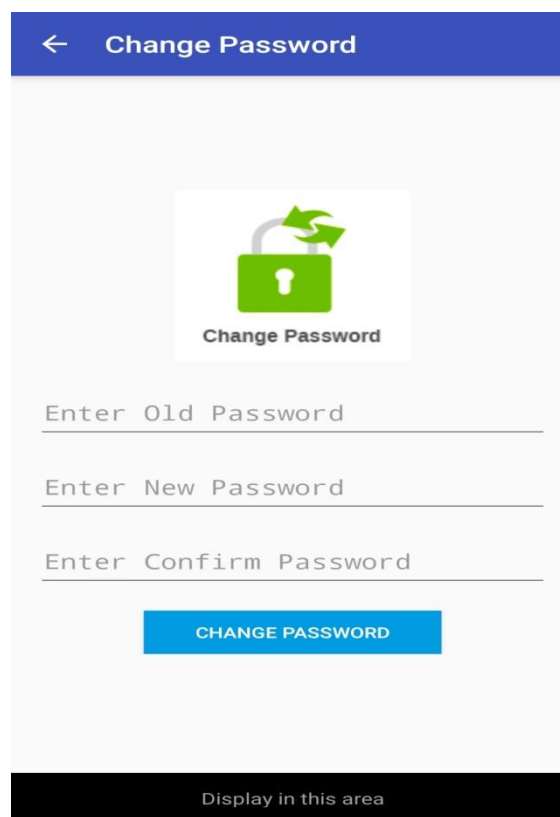 Change Password
Change Password
Enter Old Password
Enter New Password
Enter Confirm Password
CHANGE PASSWORD
Display in this area